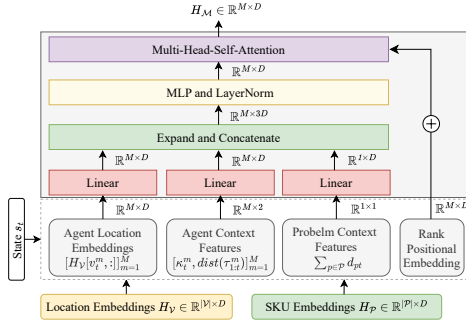 H_ℳ ∈ ℝ^{M×D}
Multi-Head-Self-Attention
ℝ^{M×D}
MLP and LayerNorm
ℝ^{M×3D}
Expand and Concatenate
ℝ^{M×D} ℝ^{M×D} ℝ^{1×D}
Linear Linear Linear
+
ℝ^{M×D} ℝ^{M×2} ℝ^{1×1} ℝ^{M×D}
State s_t
Agent Location
Embeddings
[H_𝒱[v_t^m, :]]_{m=1}^M
Agent Context
Features
[κ_t^m, dist(τ_{1:t}^m)]_{m=1}^M
Probelm Context
Features
∑_{p∈𝒫} d_{pt}
Rank
Positional
Embedding
Location Embeddings H_𝒱 ∈ ℝ^{|𝒱|×D}
SKU Embeddings H_𝒫 ∈ ℝ^{|𝒫|×D}